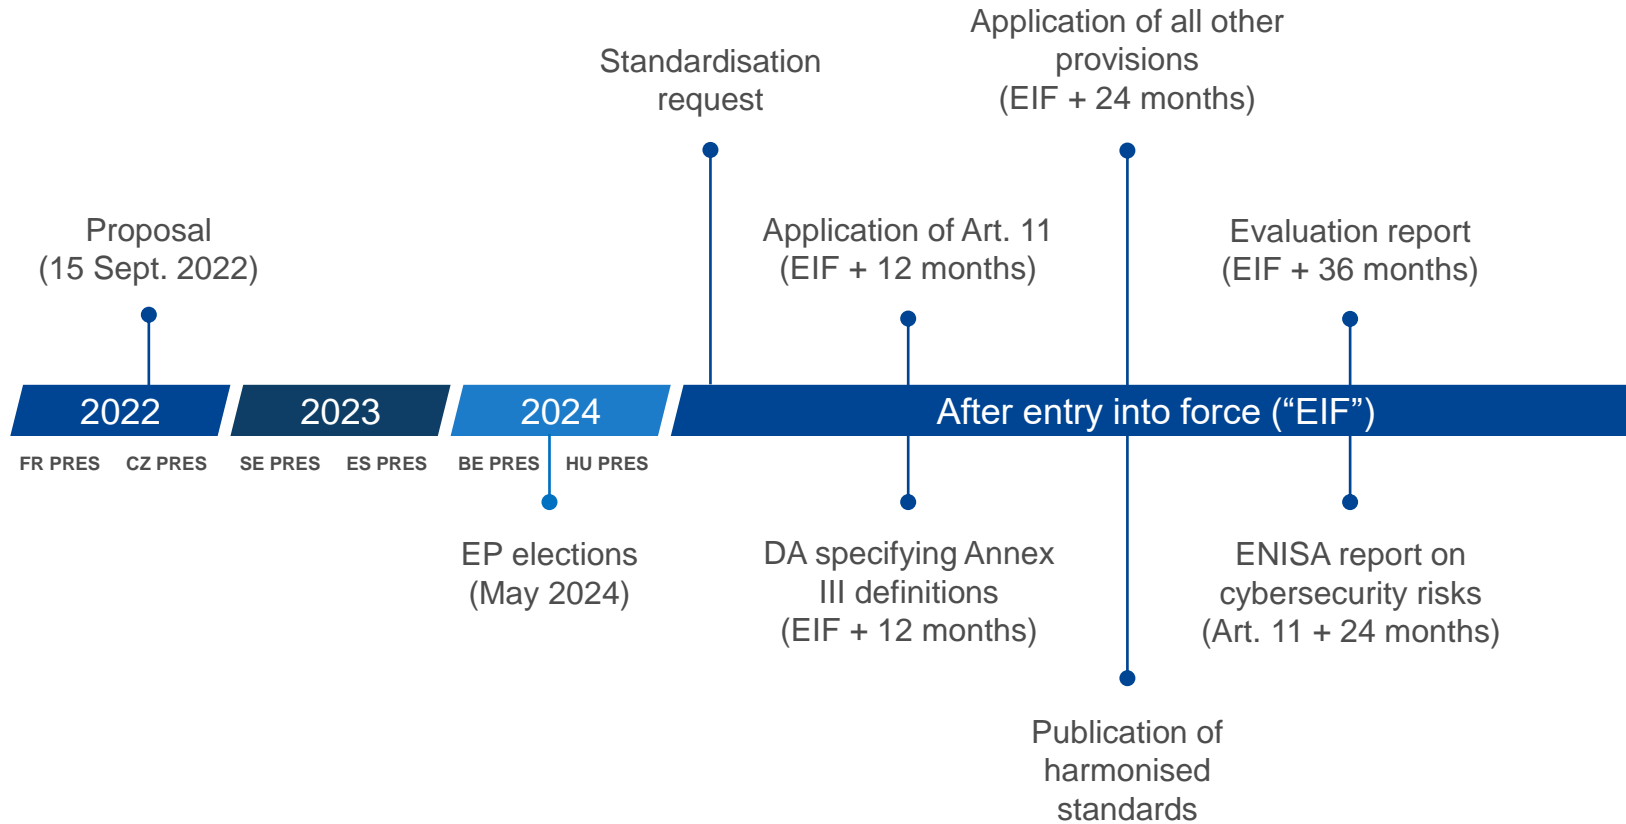 Application of all other
provisions
(EIF + 24 months)
Standardisation
request
Proposal
(15 Sept. 2022)
Application of Art. 11
(EIF + 12 months)
Evaluation report
(EIF + 36 months)
2022
2023
2024
After entry into force (“EIF”)
FR PRES
CZ PRES
SE PRES
ES PRES
BE PRES
HU PRES
EP elections
(May 2024)
DA specifying Annex
III definitions
(EIF + 12 months)
ENISA report on
cybersecurity risks
(Art. 11 + 24 months)
Publication of
harmonised
standards